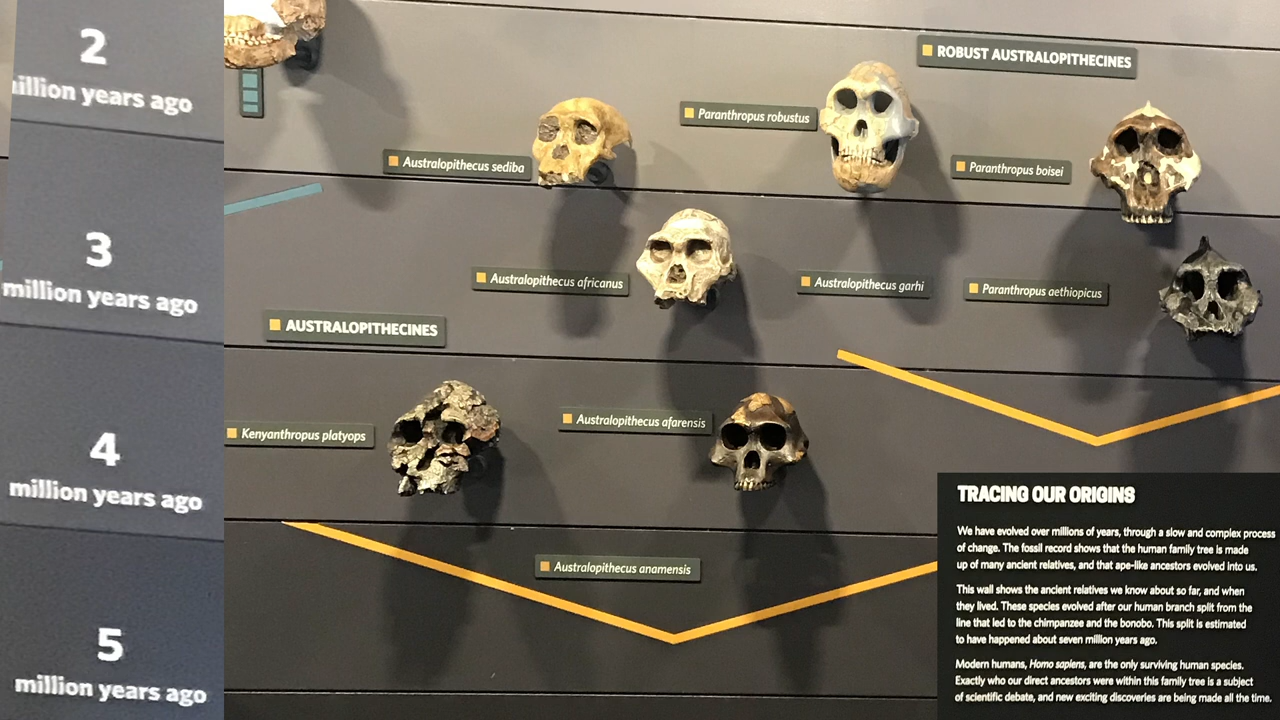 2
million years ago
3
million years ago
4
million years ago
5
million years ago
ROBUST AUSTRALOPITHECINES
Paranthropus robustus
Australopithecus sediba
Paranthropus boisei
Australopithecus africanus
Australopithecus garhi
Paranthropus aethiopicus
AUSTRALOPITHECINES
Kenyanthropus platyops
Australopithecus afarensis
Australopithecus anamensis
TRACING OUR ORIGINS
We have evolved over millions of years, through a slow and complex process
of change. The fossil record shows that the human family tree is made
up of many ancient relatives, and that ape-like ancestors evolved into us.
This wall shows the ancient relatives we know about so far, and when
they lived. These species evolved after our human branch split from the
line that led to the chimpanzee and the bonobo. This split is estimated
to have happened about seven million years ago.
Modern humans, Homo sapiens, are the only surviving human species.
Exactly who our direct ancestors were within this family tree is a subject
of scientific debate, and new exciting discoveries are being made all the time.